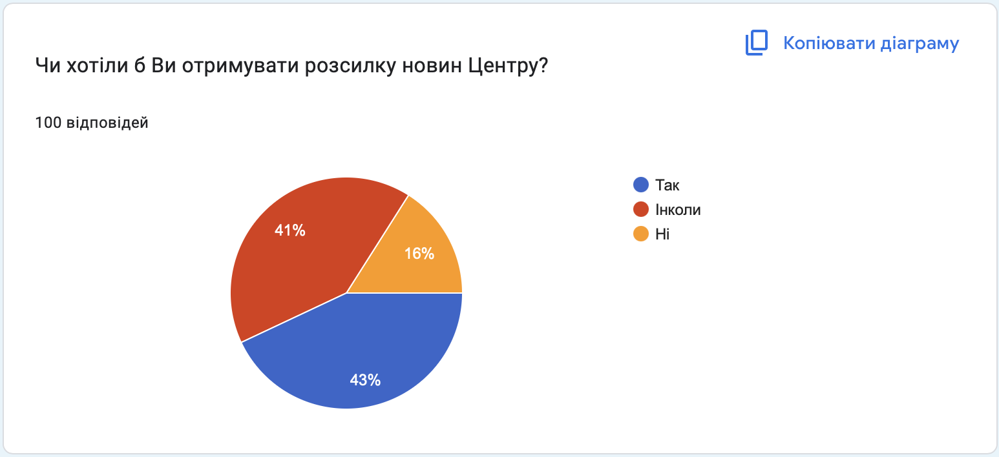 Копіювати діаграму
Чи хотіли б Ви отримувати розсилку новин Центру?
100 відповідей
Так
Інколи
Ні
41%
16%
43%